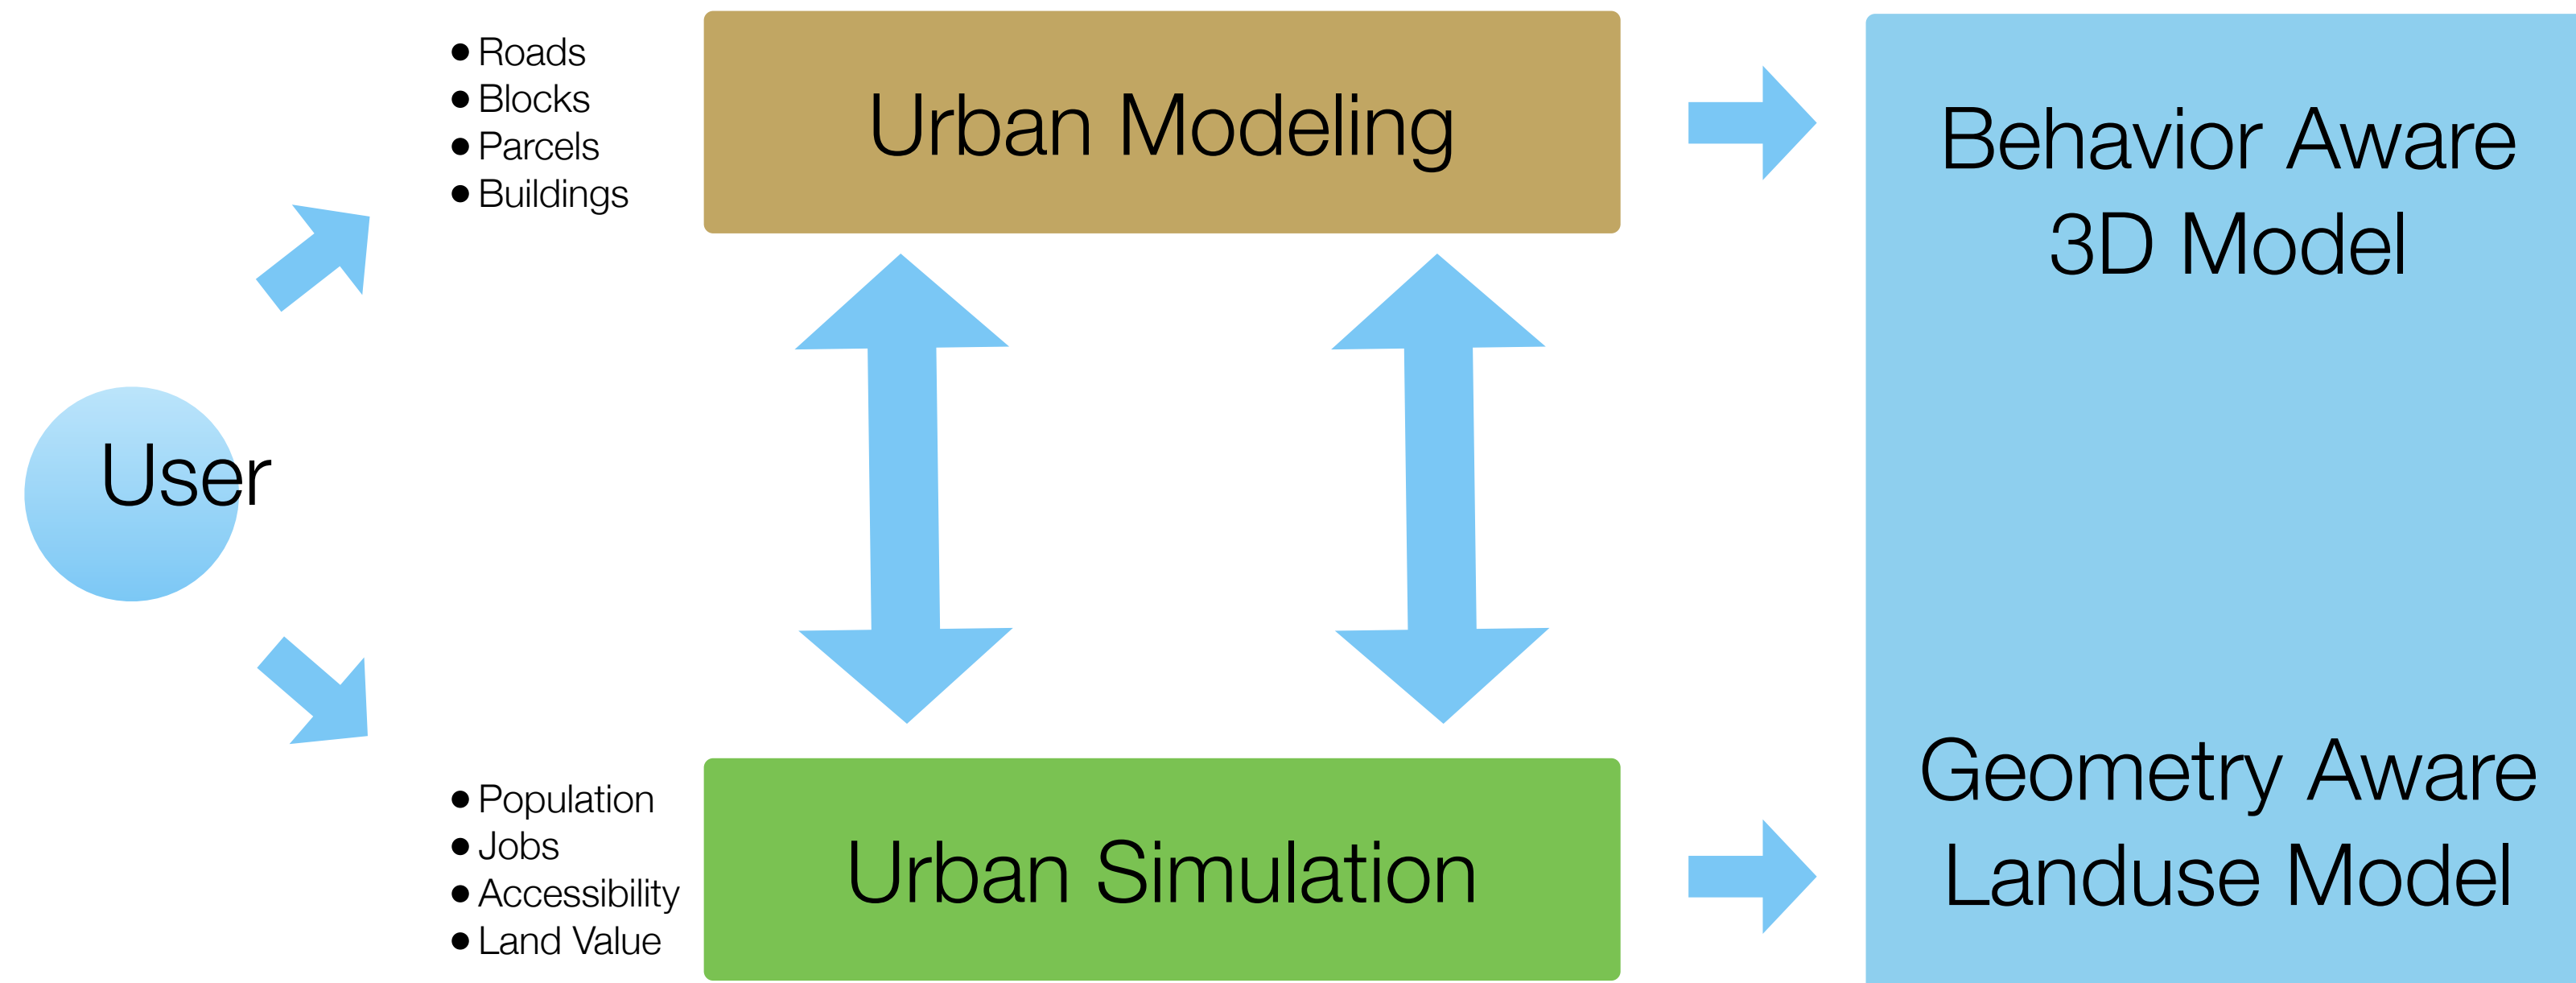 • Roads
• Blocks
• Parcels
• Buildings
Urban Modeling
Behavior Aware
3D Model
User
• Population
• Jobs
• Accessibility
• Land Value
Urban Simulation
Geometry Aware
Landuse Model